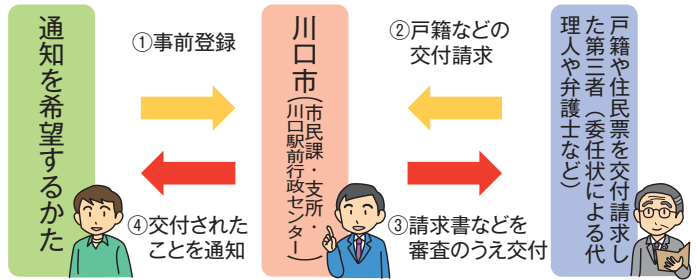 通知を希望するかた
①事前登録
④交付された
ことを通知
川口市
(市民課・支所・
川口駅前行政センター)
②戸籍などの
交付請求
③請求書などを
審査のうえ交付
戸籍や住民票を交付請求し
た第三者（委任状による代
理人や弁護士など）